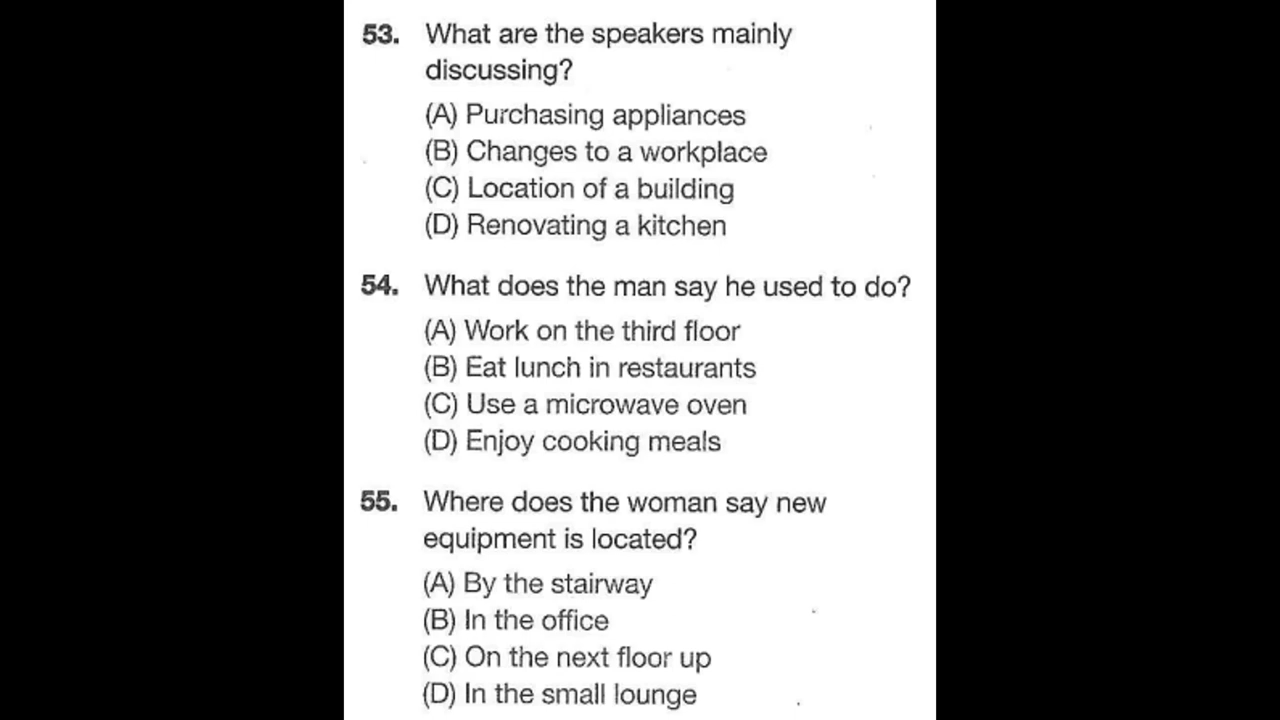 53. What are the speakers mainly
discussing?
(A) Purchasing appliances
(B) Changes to a workplace
(C) Location of a building
(D) Renovating a kitchen
54. What does the man say he used to do?
(A) Work on the third floor
(B) Eat lunch in restaurants
(C) Use a microwave oven
(D) Enjoy cooking meals
55. Where does the woman say new
equipment is located?
(A) By the stairway
(B) In the office
(C) On the next floor up
(D) In the small lounge